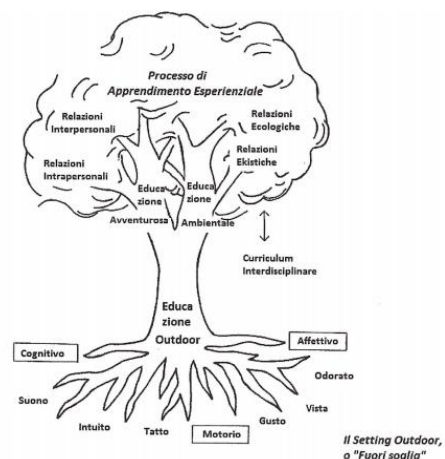 Processo di
Apprendimento Esperienziale
Relazioni
Interpersonali
Relazioni
Ecologiche
Relazioni
Intrapersonali
Relazioni
Ekistiche
Educa
zione
Avventurosa
Educa
zione
Ambientale
Curriculum
Interdisciplinare
Educa
zione
Outdoor
Cognitivo
Affettivo
Suono
Intuito
Tatto
Motorio
Gusto
Vista
Odorato
Il Setting Outdoor,
o "Fuori soglia"